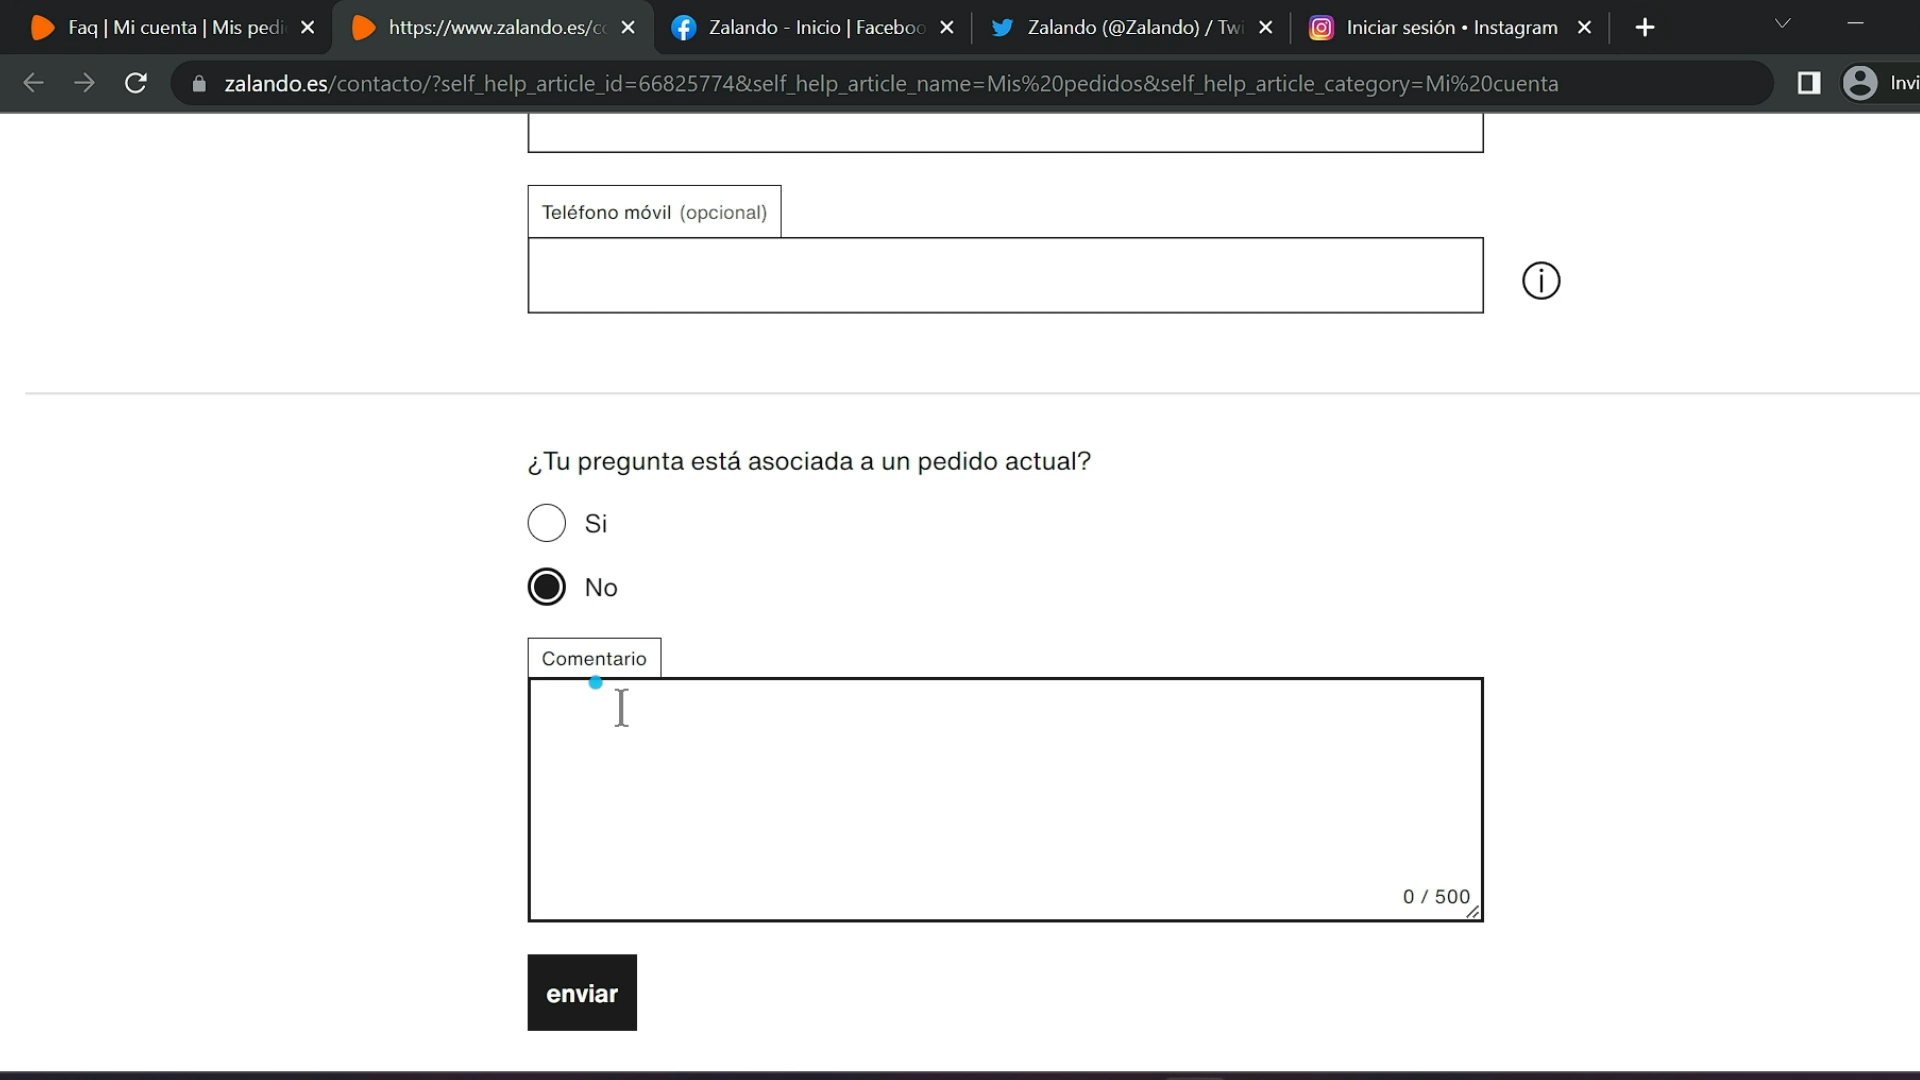 Faq | Mi cuenta | Mis pedi
https://www.zalando.es/co
Zalando - Inicio | Faceboo
Zalando (@Zalando) / Twi
Iniciar sesión • Instagram
zalando.es/contacto/?self_help_article_id=66825774&self_help_article_name=Mis%20pedidos&self_help_article_category=Mi%20cuenta
Invi
Teléfono móvil (opcional)
¿Tu pregunta está asociada a un pedido actual?
Si
No
Comentario
0 / 500
enviar